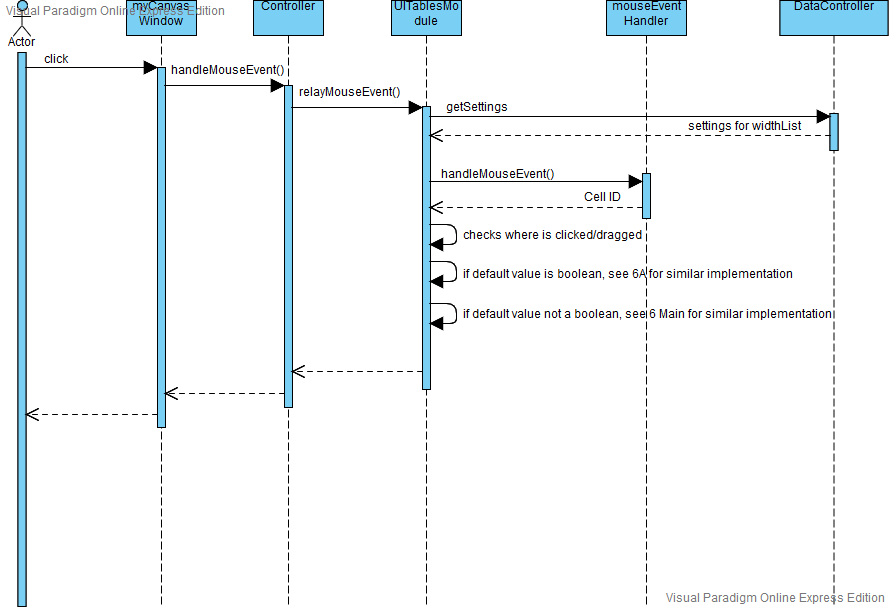 Visual Paradigm Online Express Edition
myCanvas
Window
Controller
UITablesMo
dule
mouseEvent
Handler
DataController
Actor
click
handleMouseEvent()
relayMouseEvent()
getSettings
settings for widthList
handleMouseEvent()
Cell ID
checks where is clicked/dragged
if default value is boolean, see 6A for similar implementation
if default value not a boolean, see 6 Main for similar implementation
Visual Paradigm Online Express Edition